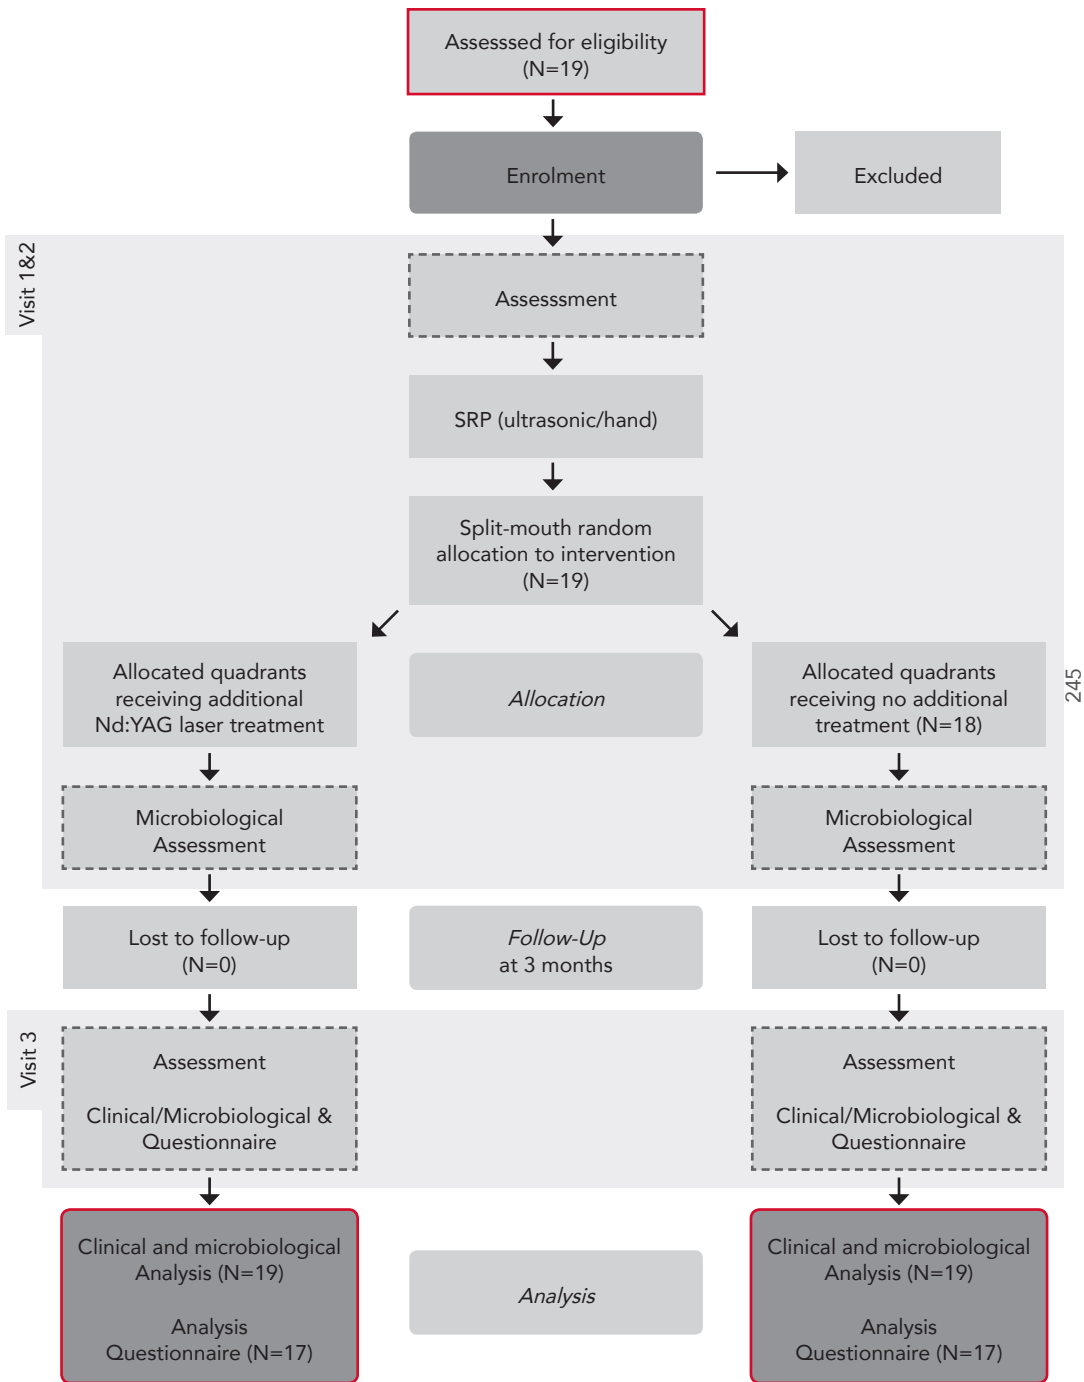 Assesssed for eligibility
(N=19)
Enrolment
Excluded
Visit 1&2
Assesssment
SRP (ultrasonic/hand)
Split-mouth random
allocation to intervention
(N=19)
Allocated quadrants
receiving additional
Nd:YAG laser treatment
Allocation
Allocated quadrants
receiving no additional
treatment (N=18)
245
Microbiological
Assessment
Microbiological
Assessment
Lost to follow-up
(N=0)
Follow-Up
at 3 months
Lost to follow-up
(N=0)
Visit 3
Assessment
Clinical/Microbiological &
Questionnaire
Assessment
Clinical/Microbiological &
Questionnaire
Clinical and microbiological
Analysis (N=19)
Analysis
Questionnaire (N=17)
Analysis
Clinical and microbiological
Analysis (N=19)
Analysis
Questionnaire (N=17)